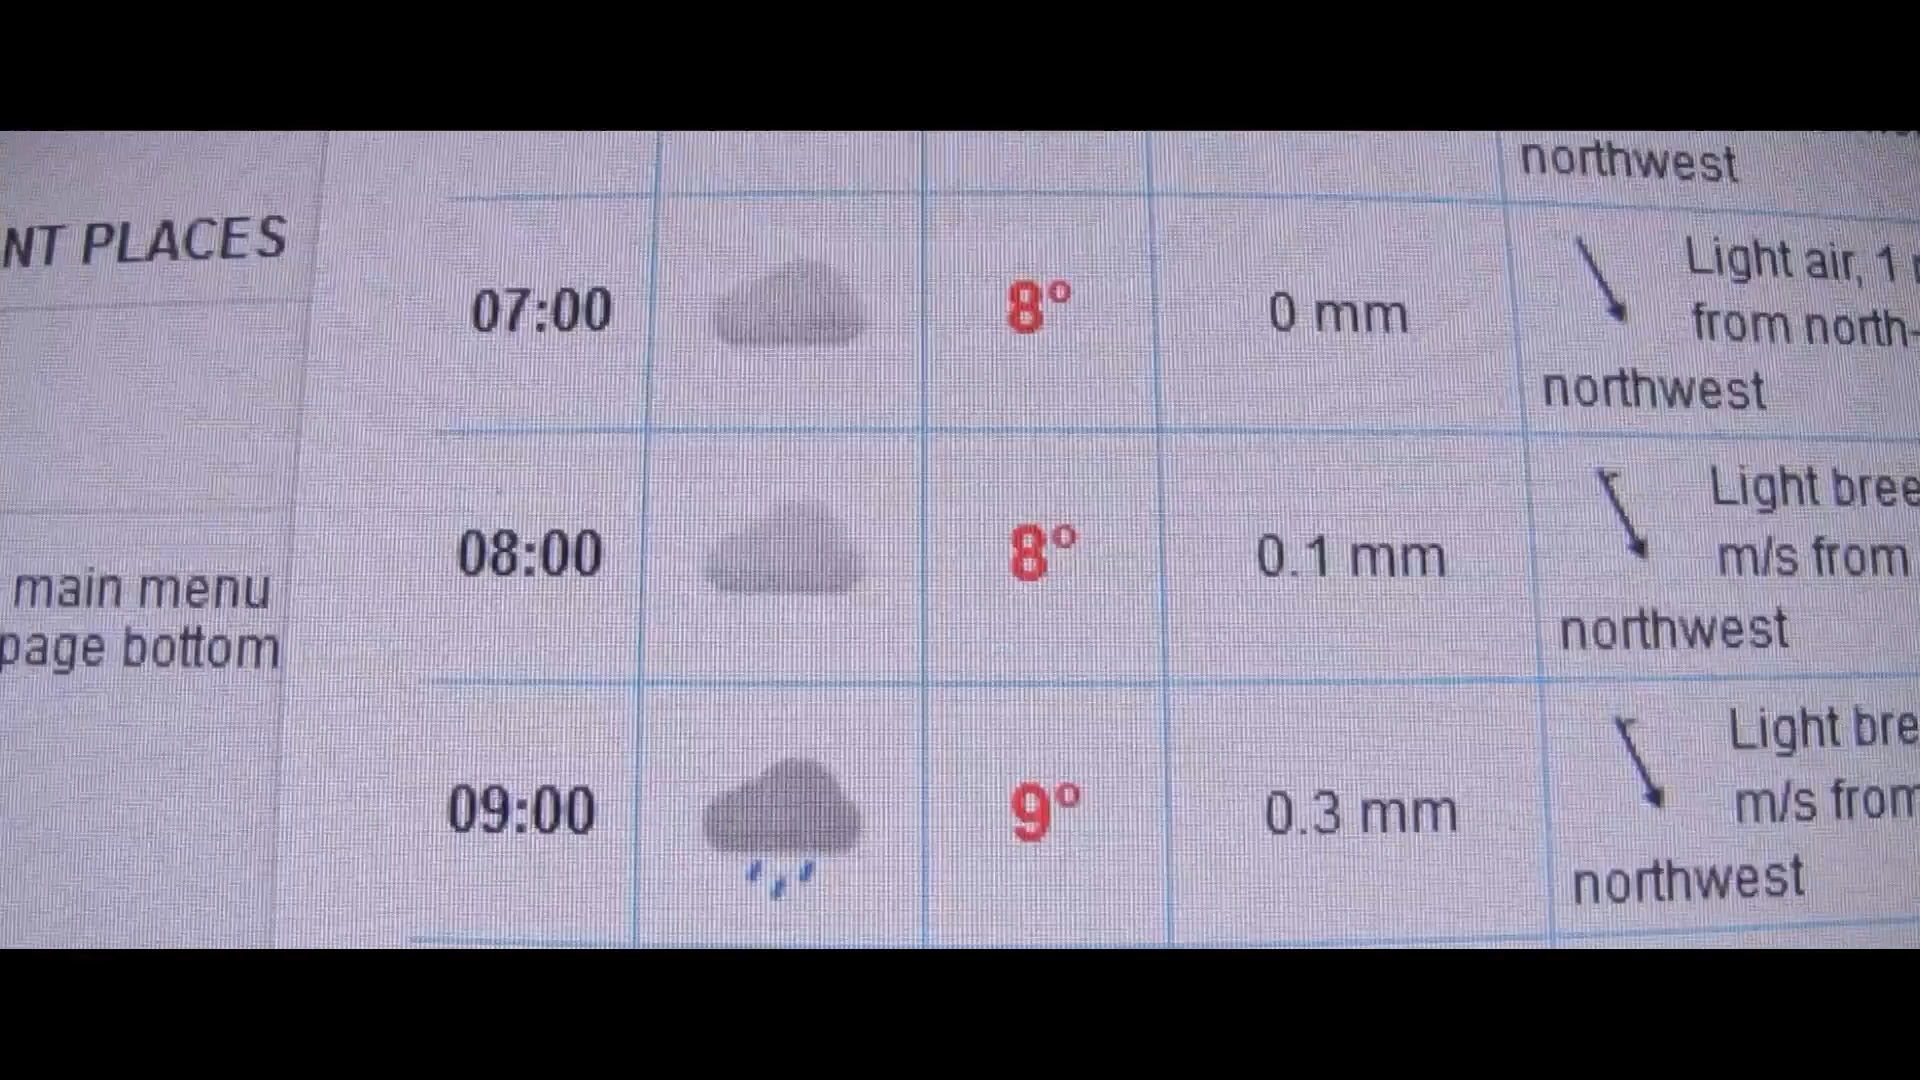 northwest
NT PLACES
07:00 8° 0 mm Light air, 1
from north-
northwest
08:00 8° 0.1 mm Light bree
m/s from
northwest
main menu
page bottom
09:00 9° 0.3 mm Light bre
m/s from
northwest